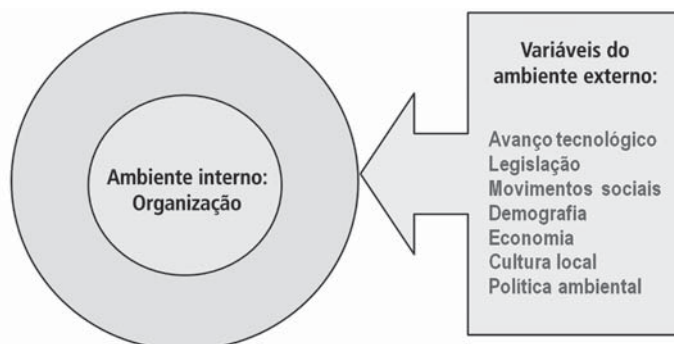 Ambiente interno:
Organização
Variáveis do
ambiente externo:
Avanço tecnológico
Legislação
Movimentos sociais
Demografia
Economia
Cultura local
Política ambiental